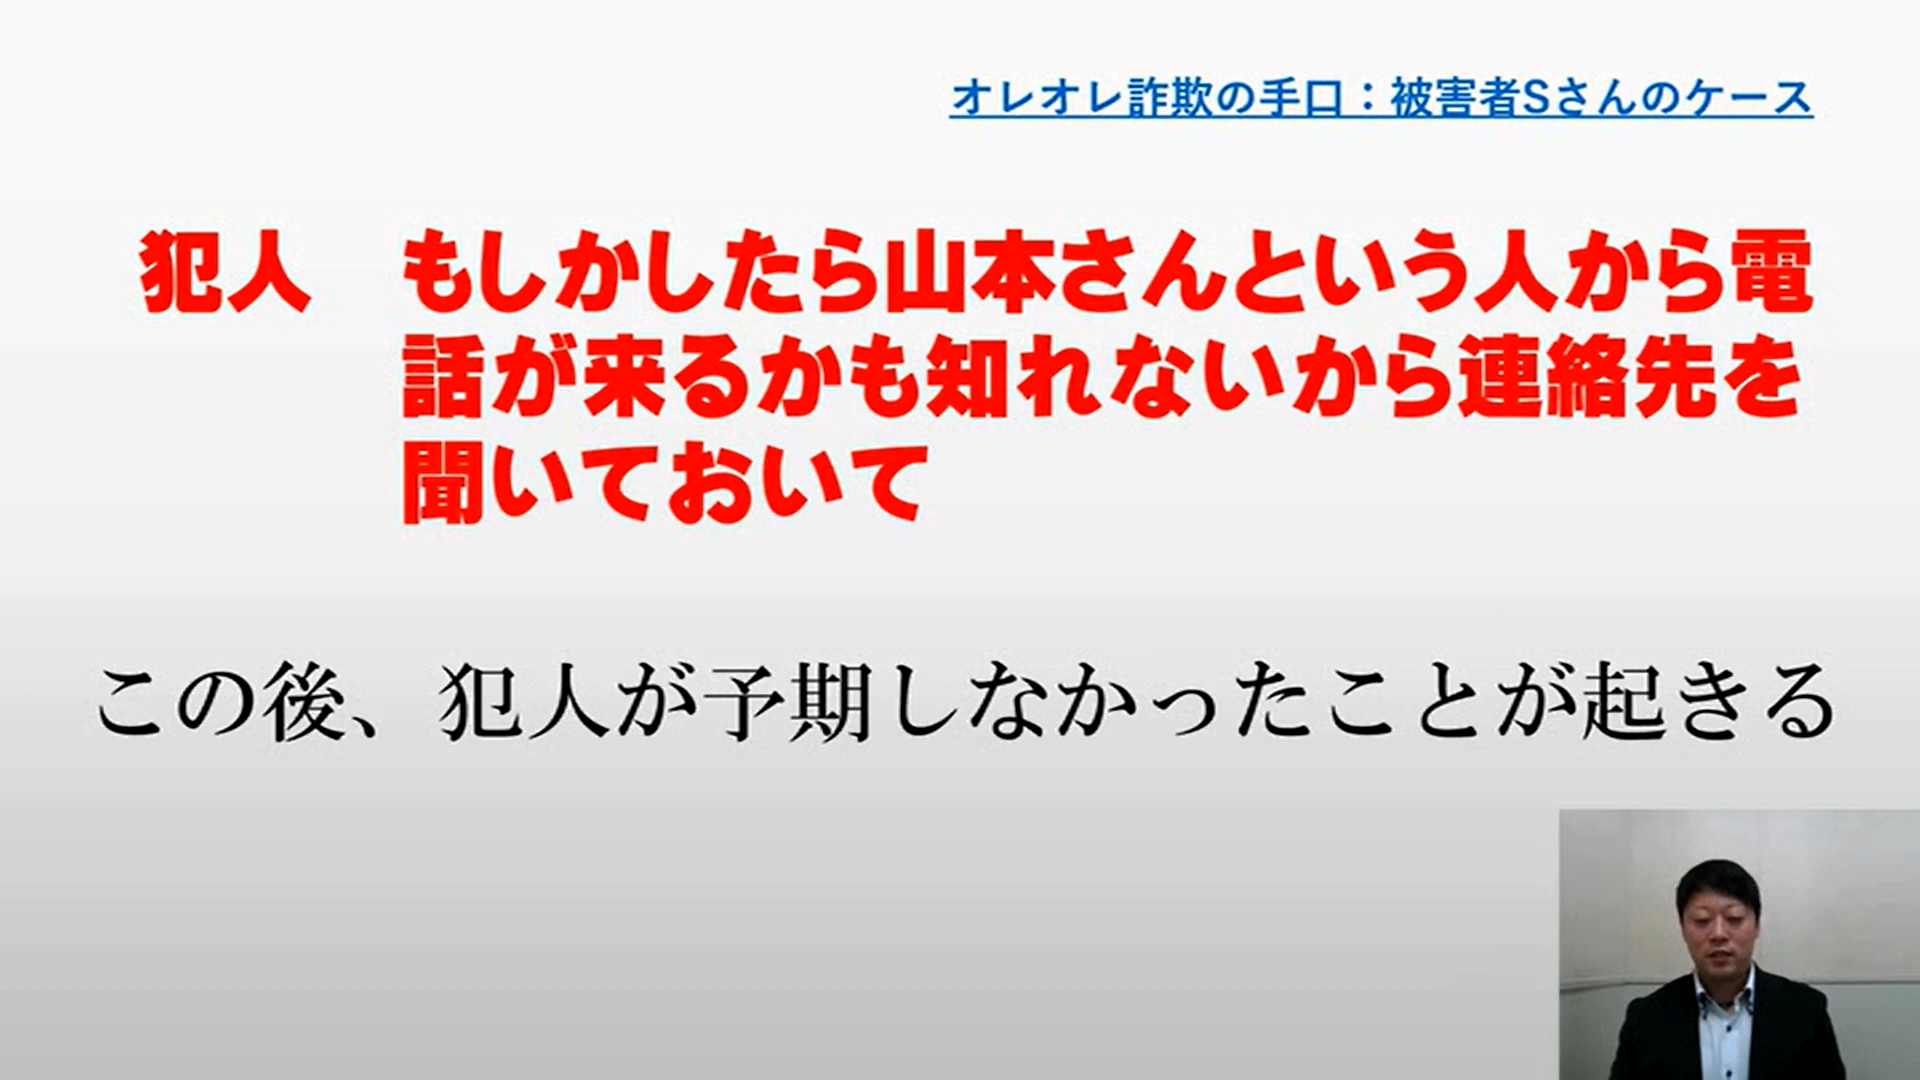 オレオレ詐欺の手口：被害者Sさんのケース
犯人　もしかしたら山本さんという人から電
話が来るかも知れないから連絡先を
聞いておいて
この後、犯人が予期しなかったことが起きる